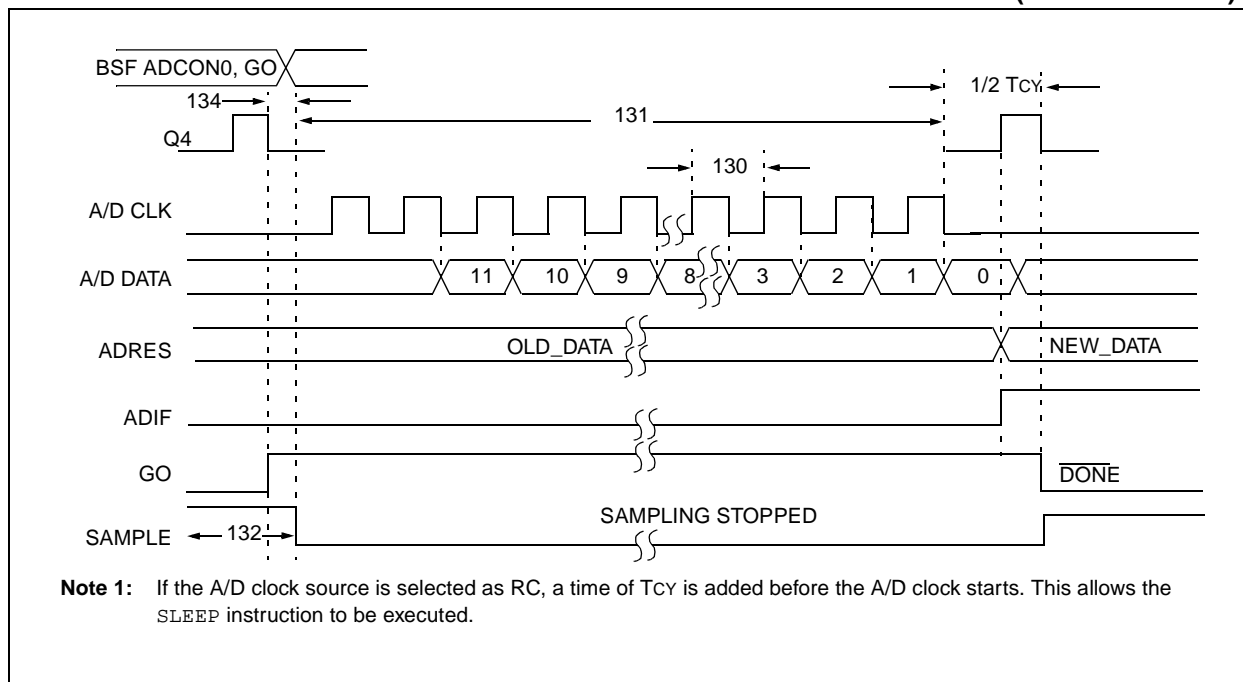 BSF ADCON0, GO
134
1/2 TCY
131
Q4
130
A/D CLK
A/D DATA 11 10 9 8 3 2 1 0
ADRES OLD_DATA NEW_DATA
ADIF
GO DONE
SAMPLING STOPPED
SAMPLE 132
Note 1: If the A/D clock source is selected as RC, a time of TCY is added before the A/D clock starts. This allows the
SLEEP instruction to be executed.